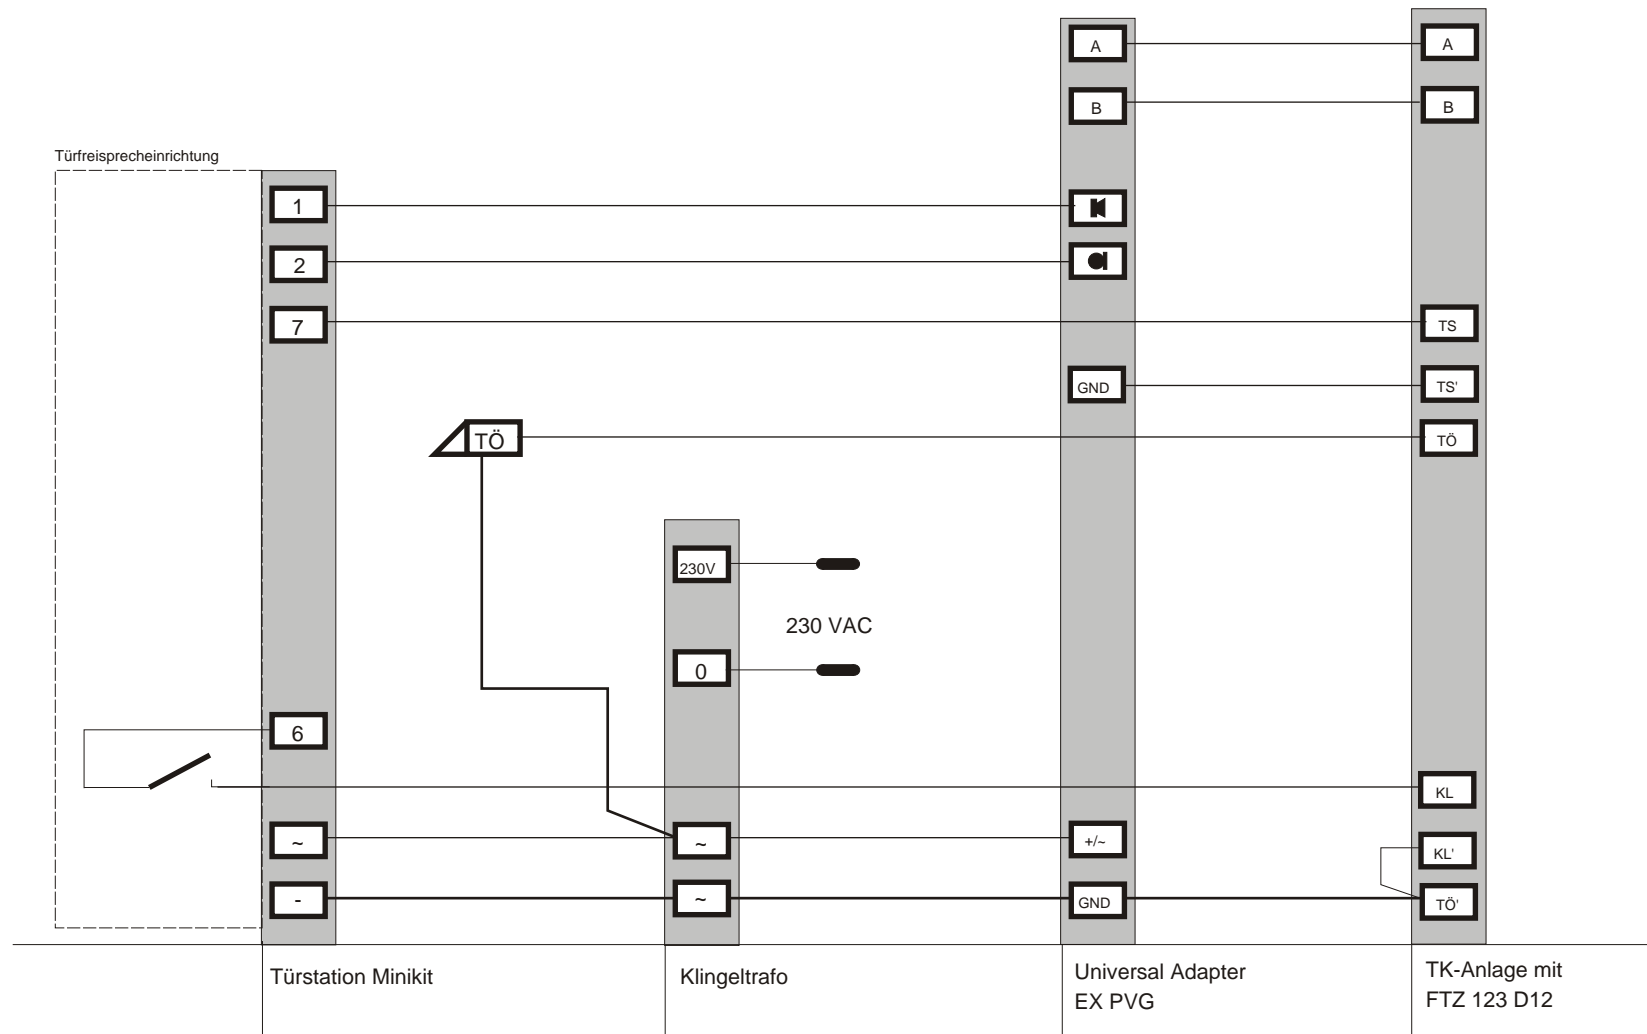 A
A
B
B
Türfreisprecheinrichtung
1
2
7
TS
GND
TS'
TÖ
TÖ
230V
230 VAC
0
6
KL
~
~
+/~
KL'
-
~
GND
TÖ'
Türstation Minikit
Klingeltrafo
Universal Adapter
EX PVG
TK-Anlage mit
FTZ 123 D12